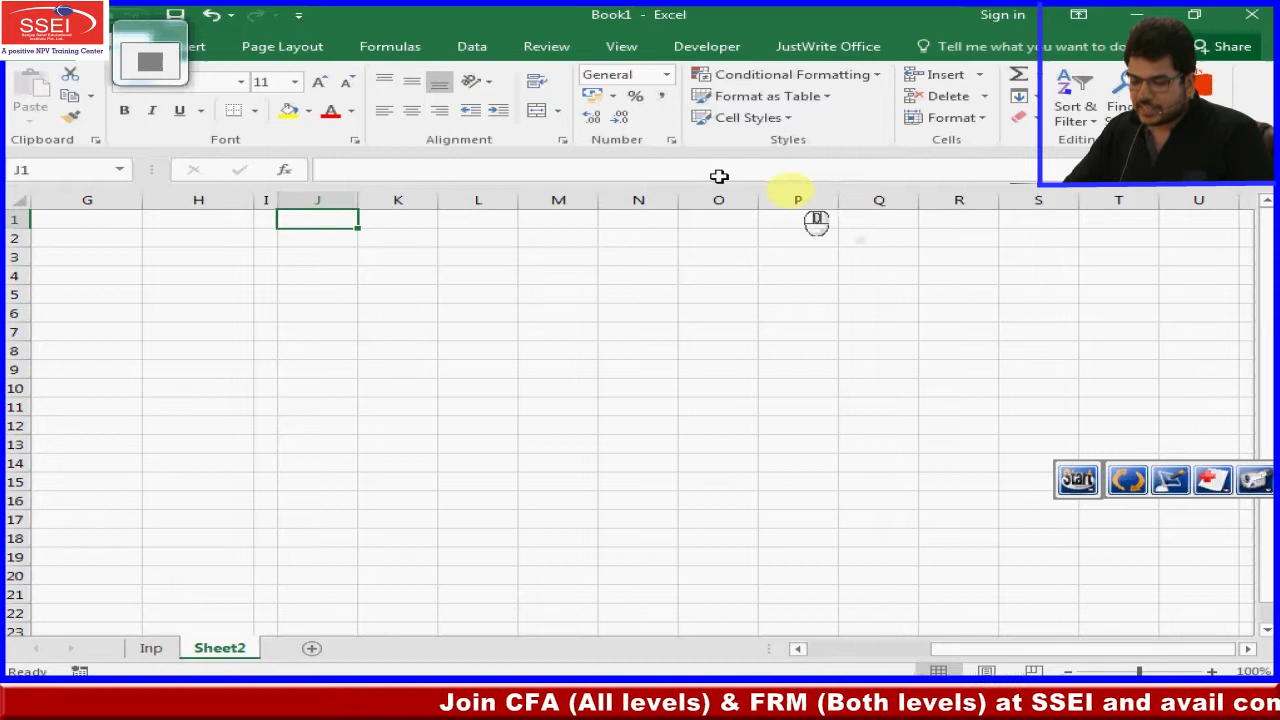 SSEI
A positive NPV Training Center
Book1 - Excel
Sign in
Page Layout
Formulas
Data
Review
View
Developer
JustWrite Office
Tell me what you want to do
Share
Paste
11
B I U
General
% ,
Conditional Formatting
Format as Table
Cell Styles
Insert
Delete
Format
Sort &
Filter
Clipboard
Font
Alignment
Number
Styles
Cells
J1
fx
G H I J K L M N O P Q R S T U
1
2
3
4
5
6
7
8
9
10
11
12
13
14
15
16
17
18
19
20
21
22
23
Start
Inp
Sheet2
Ready
100%
Join CFA (All levels) & FRM (Both levels) at SSEI and avail con